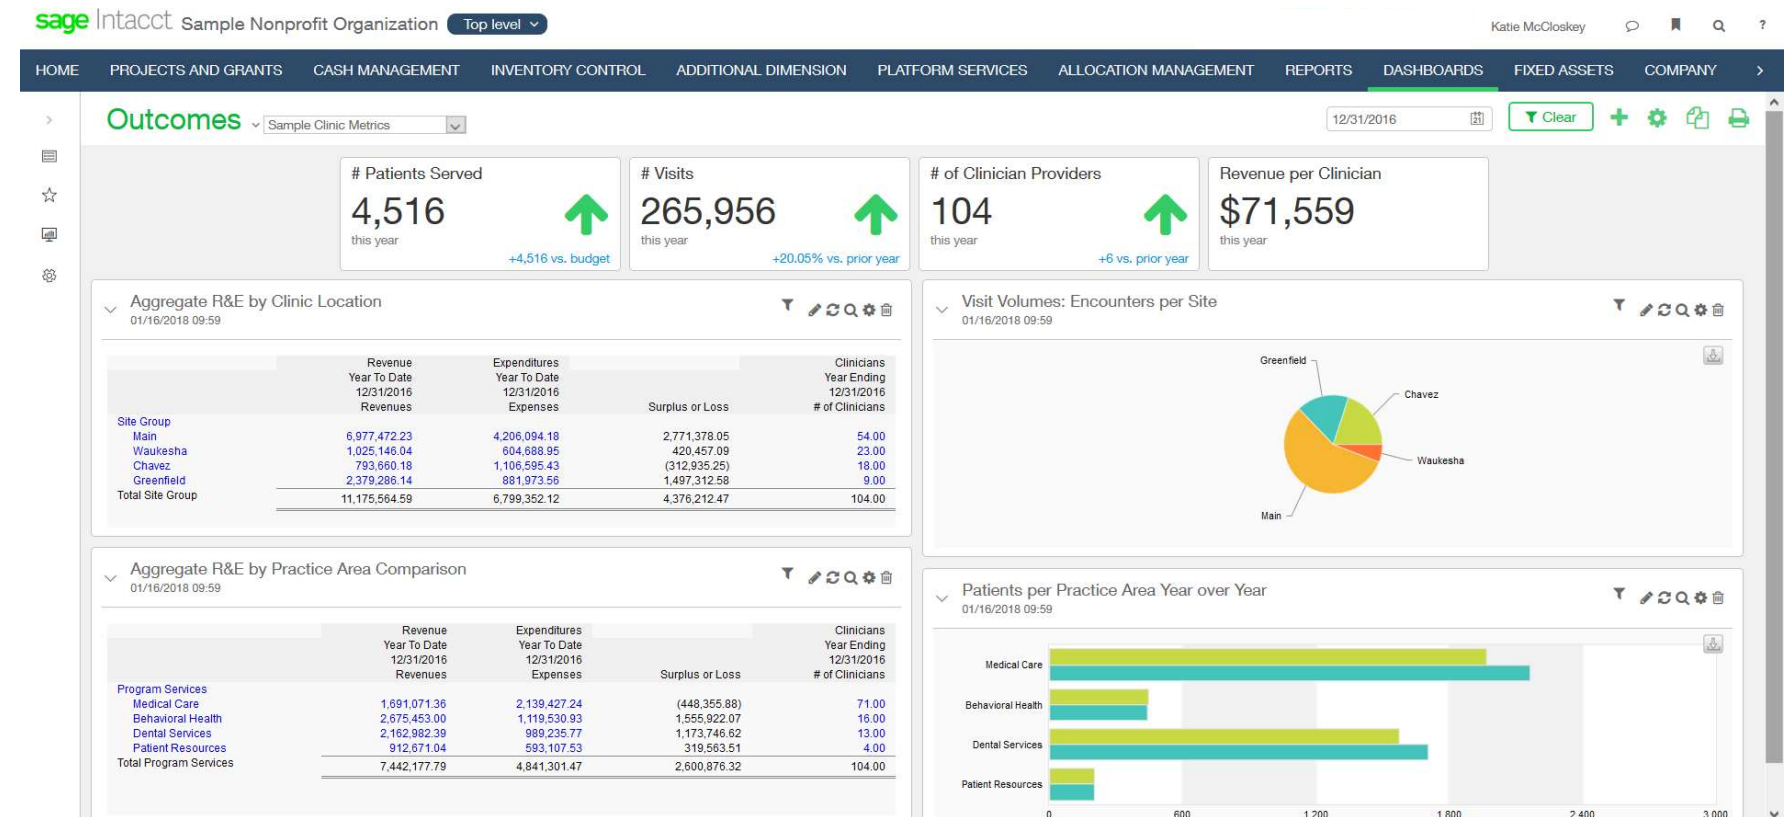 sage Intacct Sample Nonprofit Organization Top level
Katie McCloskey ?
HOME PROJECTS AND GRANTS CASH MANAGEMENT INVENTORY CONTROL ADDITIONAL DIMENSION PLATFORM SERVICES ALLOCATION MANAGEMENT REPORTS DASHBOARDS FIXED ASSETS COMPANY
Outcomes Sample Clinic Metrics 12/31/2016 21 Clear
# Patients Served
4,516
this year
+4,516 vs. budget
# Visits
265,956
this year
+20.05% vs. prior year
# of Clinician Providers
104
this year
+6 vs. prior year
Revenue per Clinician
$71,559
this year
Aggregate R&E by Clinic Location
01/16/2018 09:59
Revenue Expenditures Clinicians
Year To Date Year To Date Year Ending
12/31/2016 12/31/2016 12/31/2016
Revenues Expenses Surplus or Loss # of Clinicians
Site Group
Main 6,977,472.23 4,206,094.18 2,771,378.05 54.00
Waukesha 1,025,146.04 604,688.95 420,457.09 23.00
Chavez 793,660.18 1,106,595.43 (312,935.25) 18.00
Greenfield 2,379,286.14 881,973.56 1,497,312.58 9.00
Total Site Group 11,175,564.59 6,799,352.12 4,376,212.47 104.00
Visit Volumes: Encounters per Site
01/16/2018 09:59
Greenfield
Chavez
Waukesha
Main
Aggregate R&E by Practice Area Comparison
01/16/2018 09:59
Revenue Expenditures Clinicians
Year To Date Year To Date Year Ending
12/31/2016 12/31/2016 12/31/2016
Revenues Expenses Surplus or Loss # of Clinicians
Program Services
Medical Care 1,691,071.36 2,139,427.24 (448,355.88) 71.00
Behavioral Health 2,675,453.00 1,119,530.93 1,555,922.07 16.00
Dental Services 2,162,982.39 989,235.77 1,173,746.62 13.00
Patient Resources 912,671.04 593,107.53 319,563.51 4.00
Total Program Services 7,442,177.79 4,841,301.47 2,600,876.32 104.00
Patients per Practice Area Year over Year
01/16/2018 09:59
Medical Care
Behavioral Health
Dental Services
Patient Resources
0 600 1,200 1,800 2,400 3,000